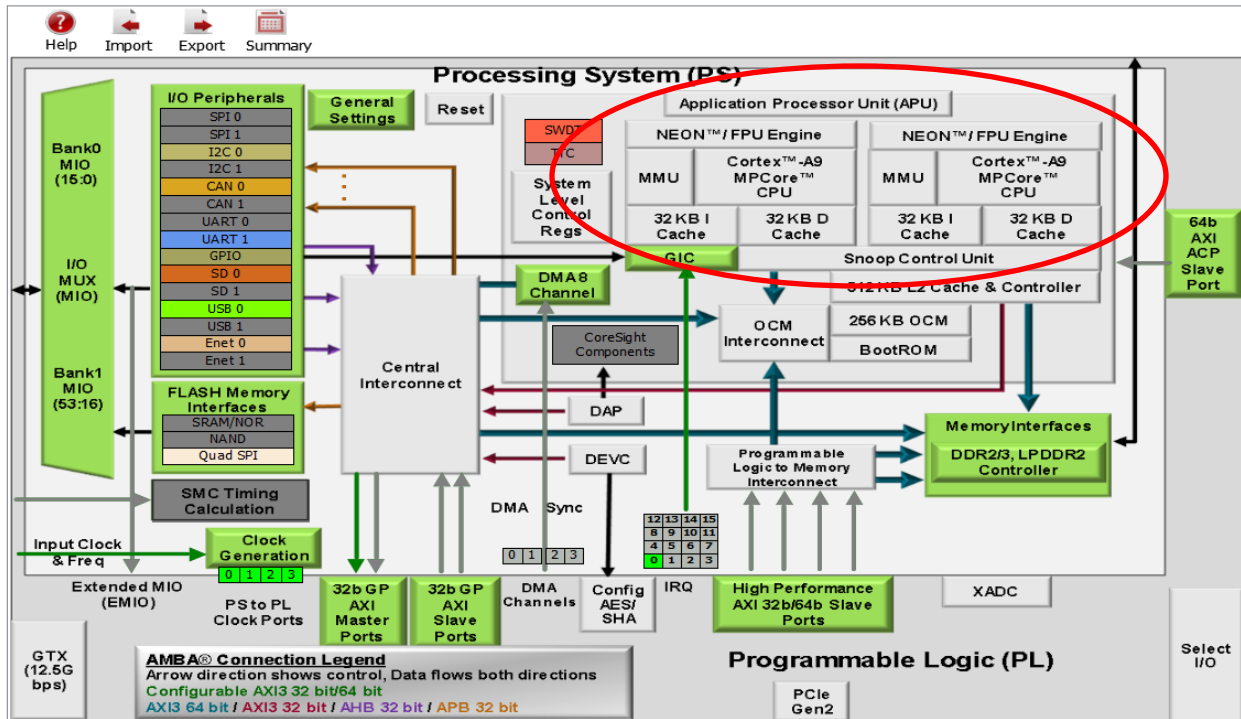 Help Import Export Summary
Processing System (PS)
Bank0
MIO
(15:0)
I/O
MUX
(MIO)
Bank1
MIO
(53:16)
I/O Peripherals
SPI 0
SPI 1
I2C 0
I2C 1
CAN 0
CAN 1
UART 0
UART 1
GPIO
SD 0
SD 1
USB 0
USB 1
Enet 0
Enet 1
FLASH Memory
Interfaces
SRAM/NOR
NAND
Quad SPI
SMC Timing
Calculation
General
Settings
Reset
Application Processor Unit (APU)
SWDT
TTC
System
Level
Control
Regs
NEON™/ FPU Engine
MMU
Cortex™-A9
MPCore™
CPU
32 KB I
Cache
32 KB D
Cache
NEON™/ FPU Engine
MMU
Cortex™-A9
MPCore™
CPU
32 KB I
Cache
32 KB D
Cache
GIC
Snoop Control Unit
512 KB L2 Cache & Controller
DMA8
Channel
OCM
Interconnect
256 KB OCM
BootROM
CoreSight
Components
Central
Interconnect
DAP
DEVC
Programmable
Logic to Memory
Interconnect
Memory Interfaces
DDR2/3, LPDDR2
Controller
64b
AXI
ACP
Slave
Port
DMA Sync
0 1 2 3
12 13 14 15
8 9 10 11
4 5 6 7
0 1 2 3
Input Clock
& Freq
Clock
Generation
0 1 2 3
Extended MIO
(EMIO)
PS to PL
Clock Ports
32b GP
AXI
Master
Ports
32b GP
AXI
Slave
Ports
DMA
Channels
Config
AES/
SHA
IRQ
High Performance
AXI 32b/64b Slave
Ports
XADC
GTX
(12.5G
bps)
AMBA® Connection Legend
Arrow direction shows control, Data flows both directions
Configurable AXI3 32 bit/64 bit
AXI3 64 bit / AXI3 32 bit / AHB 32 bit / APB 32 bit
Programmable Logic (PL)
PCIe
Gen2
Select
I/O